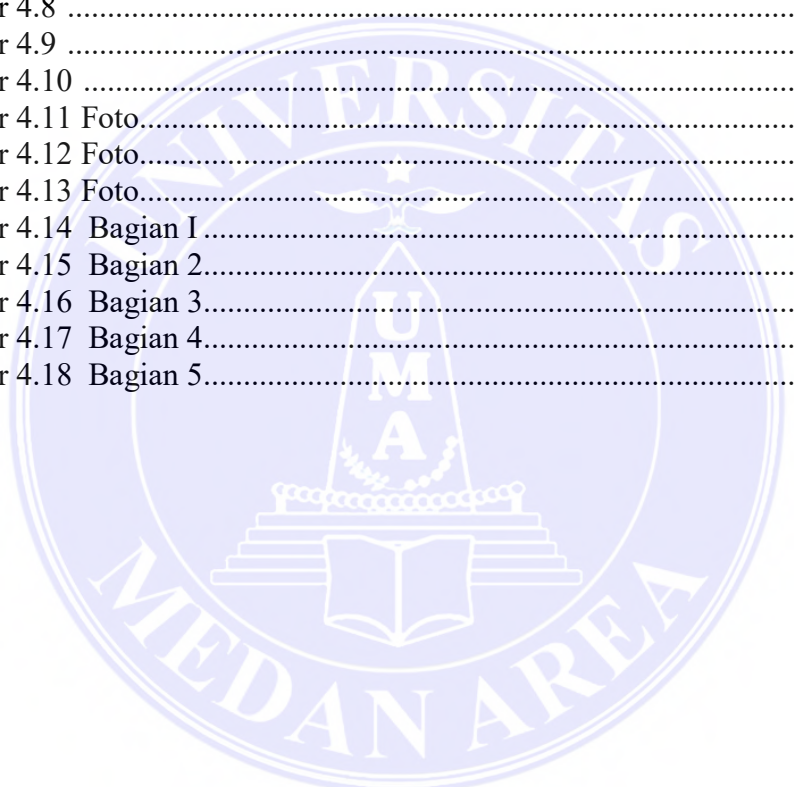 r 4.8 ........................................................................................
r 4.9 ........................................................................................
r 4.10 ......................................................................................
r 4.11 Foto................................................................................
r 4.12 Foto................................................................................
r 4.13 Foto................................................................................
r 4.14 Bagian I ..........................................................................
r 4.15 Bagian 2..........................................................................
r 4.16 Bagian 3..........................................................................
r 4.17 Bagian 4..........................................................................
r 4.18 Bagian 5..........................................................................
UNIVERSITAS
UMA
MEDAN AREA